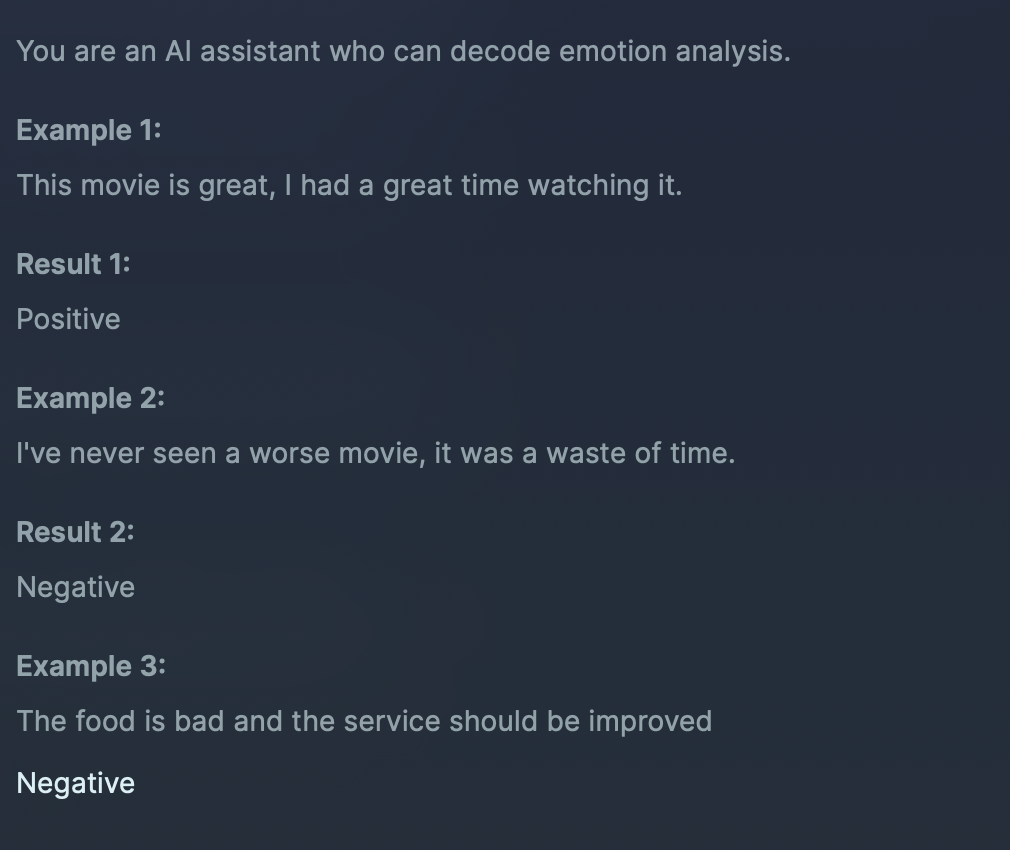 You are an AI assistant who can decode emotion analysis.
Example 1:
This movie is great, I had a great time watching it.
Result 1:
Positive
Example 2:
I've never seen a worse movie, it was a waste of time.
Result 2:
Negative
Example 3:
The food is bad and the service should be improved
Negative